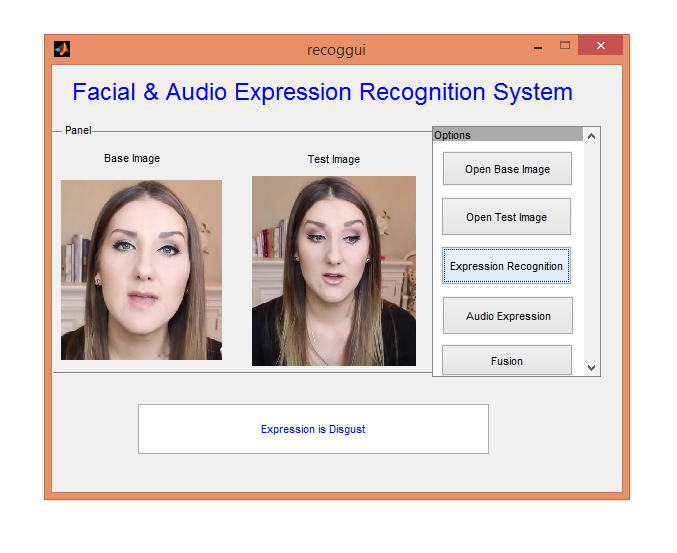 recoggui
Facial & Audio Expression Recognition System
Panel
Base Image
Test Image
Options
Open Base Image
Open Test Image
Expression Recognition
Audio Expression
Fusion
Expression is Disgust